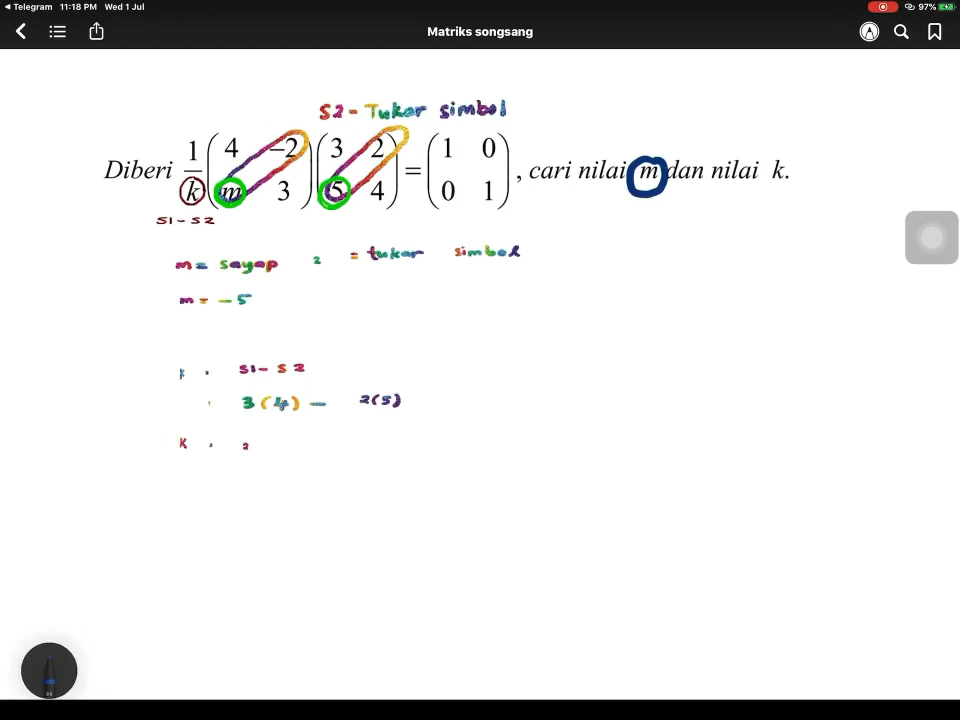 Telegram 11:18 PM Wed 1 Jul 97%
Matriks songsang
S2 - Tukar simbol
Diberi 1/k (4 -2; m 3) (3 2; 5 4) = (1 0; 0 1), cari nilai m dan nilai k.
S1 - S2
m = sayap 2 = tukar simbol
m = - 5
k = S1 - S2
= 3(4) - 2(5)
K = 2